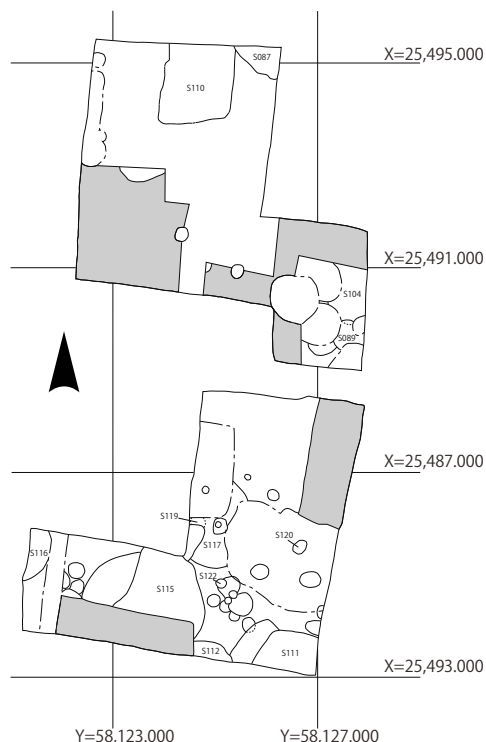 X=25,495.000
S087
S110
X=25,491.000
S104
S089
X=25,487.000
S119
S120
S117
S116
S122
S115
S112
S111
X=25,493.000
Y=58,123.000
Y=58,127.000